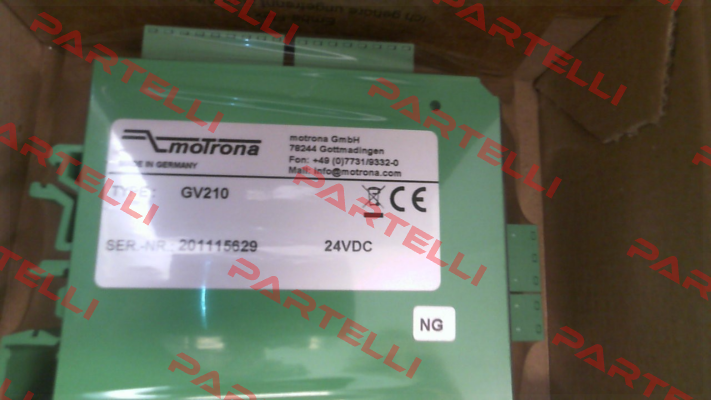 motrona
MADE IN GERMANY
motrona GmbH
78244 Gottmadingen
Fon: +49 (0)7731/9332-0
Mail: info@motrona.com
TYPE: GV210
CE
SER.-NR.: 201115629 24VDC
NG
PARTELLI
PARTELLI
PARTELLI
PARTELLI
PARTELLI
PARTELLI
PARTELLI
PARTELLI